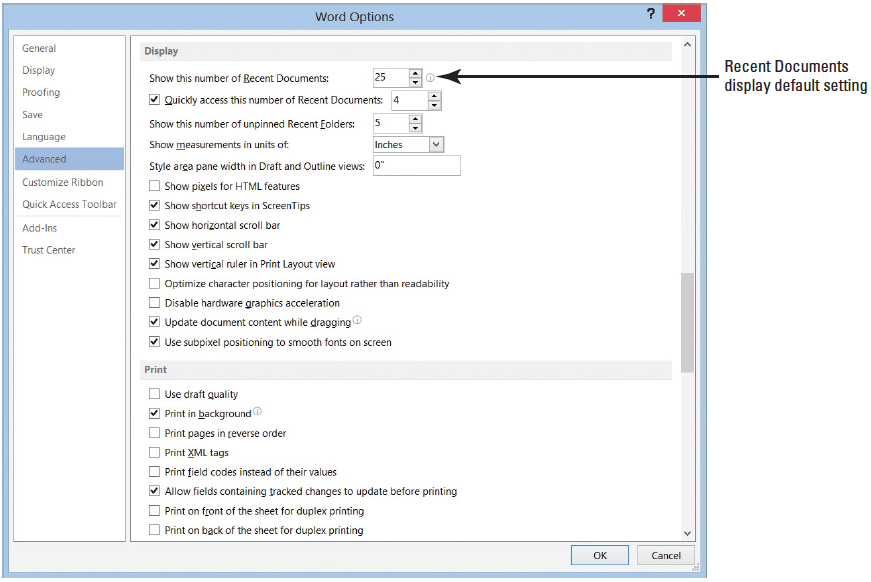 Word Options
?
General
Display
Proofing
Save
Language
Advanced
Customize Ribbon
Quick Access Toolbar
Add-Ins
Trust Center
Display
Show this number of Recent Documents: 25
Quickly access this number of Recent Documents: 4
Show this number of unpinned Recent Folders: 5
Show measurements in units of: Inches
Style area pane width in Draft and Outline views: 0"
Show pixels for HTML features
Show shortcut keys in ScreenTips
Show horizontal scroll bar
Show vertical scroll bar
Show vertical ruler in Print Layout view
Optimize character positioning for layout rather than readability
Disable hardware graphics acceleration
Update document content while dragging
Use subpixel positioning to smooth fonts on screen
Print
Use draft quality
Print in background
Print pages in reverse order
Print XML tags
Print field codes instead of their values
Allow fields containing tracked changes to update before printing
Print on front of the sheet for duplex printing
Print on back of the sheet for duplex printing
OK
Cancel
Recent Documents
display default setting